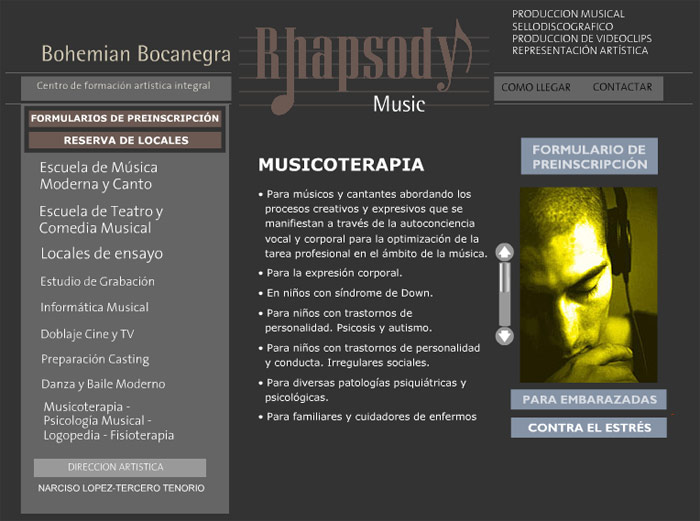 Bohemian Bocanegra
Centro de formación artistica integral
Rhapsody
Music
PRODUCCION MUSICAL
SELLODISCOGRAFICO
PRODUCCION DE VIDEOCLIPS
REPRESENTACIÓN ARTÍSTICA
COMO LLEGAR
CONTACTAR
FORMULARIOS DE PREINSCRIPCIÓN
RESERVA DE LOCALES
Escuela de Música
Moderna y Canto
Escuela de Teatro y
Comedia Musical
Locales de ensayo
Estudio de Grabación
Informática Musical
Doblaje Cine y TV
Preparación Casting
Danza y Baile Moderno
Musicoterapia -
Psicología Musical -
Logopedia - Fisioterapia
DIRECCION ARTISTICA
NARCISO LOPEZ-TERCERO TENORIO
MUSICOTERAPIA
• Para músicos y cantantes abordando los
procesos creativos y expresivos que se
manifiestan a través de la autoconciencia
vocal y corporal para la optimización de la
tarea profesional en el ámbito de la música.
• Para la expresión corporal.
• En niños con síndrome de Down.
• Para niños con trastornos de
personalidad. Psicosis y autismo.
• Para niños con trastornos de personalidad
y conducta. Irregulares sociales.
• Para diversas patologías psiquiátricas y
psicológicas.
• Para familiares y cuidadores de enfermos
FORMULARIO DE
PREINSCRIPCIÓN
PARA EMBARAZADAS
CONTRA EL ESTRÉS